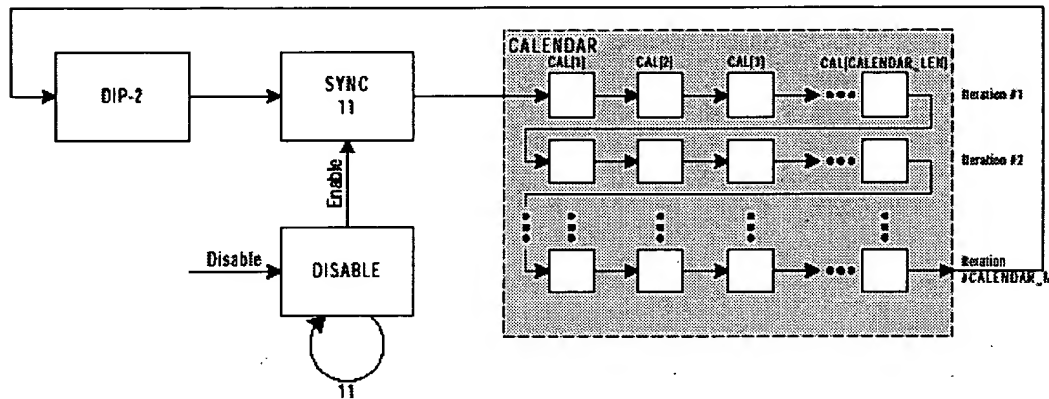 CALENDAR
CAL[1] CAL[2] CAL[3] CAL[CALENDAR_LEN]
DIP-2
SYNC
11
Iteration #1
Enable
Iteration #2
Disable
DISABLE
Iteration
#CALENDAR_M
11